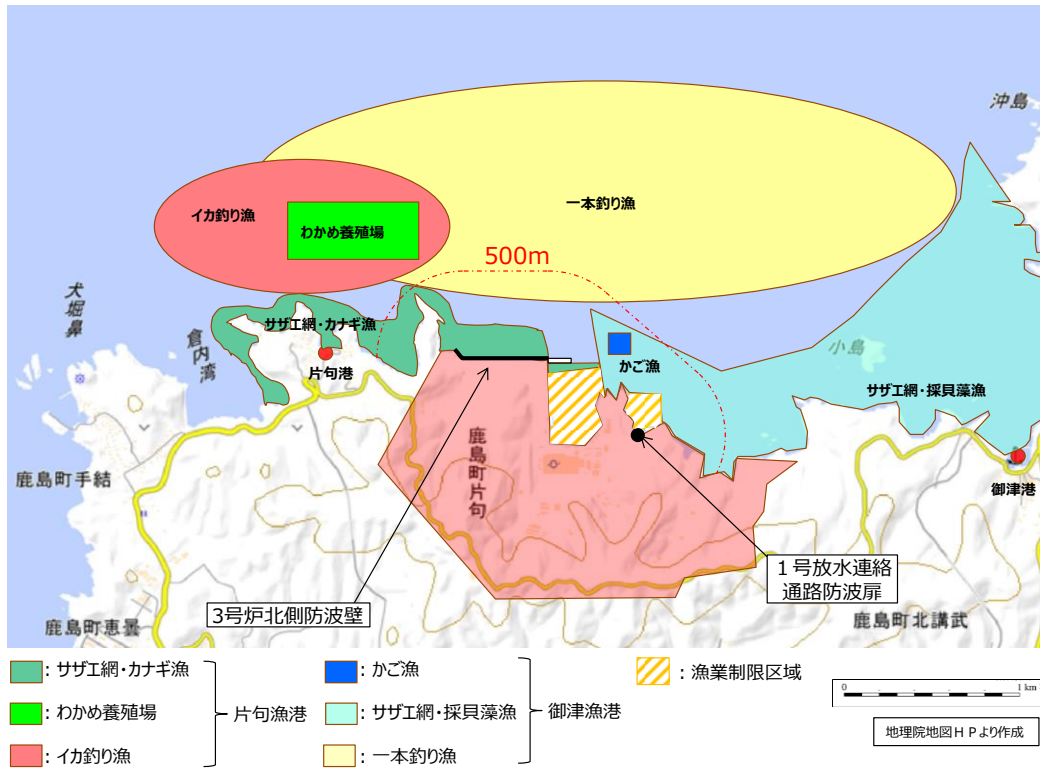 沖島
イカ釣り漁
一本釣り漁
わかめ養殖場
500m
犬堀鼻
倉内湾
サザエ網・カナギ漁
片句港
かご漁
小島
サザエ網・採貝藻漁
鹿島町片句
鹿島町手結
御津港
1号放水連絡
通路防波扉
3号炉北側防波壁
鹿島町恵曇
鹿島町北講武
：サザエ網・カナギ漁
：わかめ養殖場
：イカ釣り漁
片句漁港
：かご漁
：サザエ網・採貝藻漁
：一本釣り漁
御津漁港
：漁業制限区域
0 1 km
地理院地図ＨＰより作成